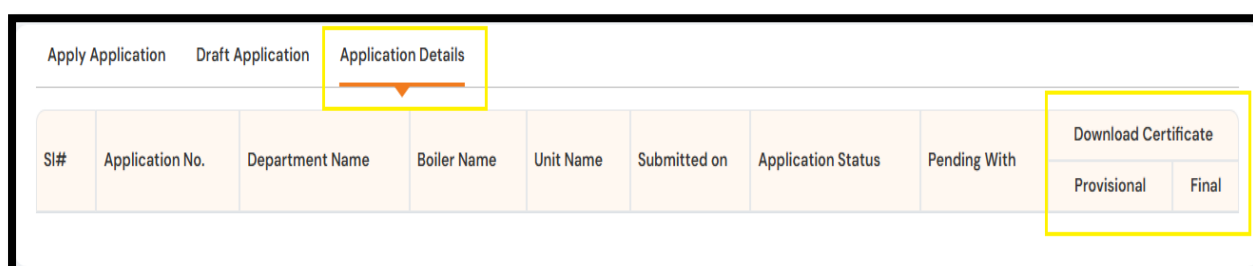 Apply Application Draft Application Application Details
Sl# Application No. Department Name Boiler Name Unit Name Submitted on Application Status Pending With Download Certificate
Provisional Final